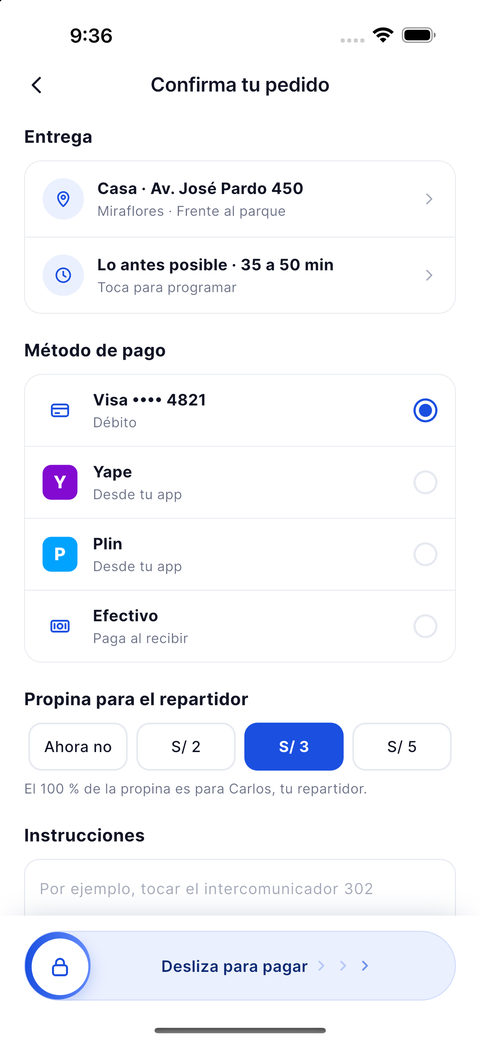 9:36
Confirma tu pedido
Entrega
Casa · Av. José Pardo 450
Miraflores · Frente al parque
Lo antes posible · 35 a 50 min
Toca para programar
Método de pago
Visa •••• 4821
Débito
Y
Yape
Desde tu app
P
Plin
Desde tu app
Efectivo
Paga al recibir
Propina para el repartidor
Ahora no
S/ 2
S/ 3
S/ 5
El 100 % de la propina es para Carlos, tu repartidor.
Instrucciones
Por ejemplo, tocar el intercomunicador 302
Desliza para pagar